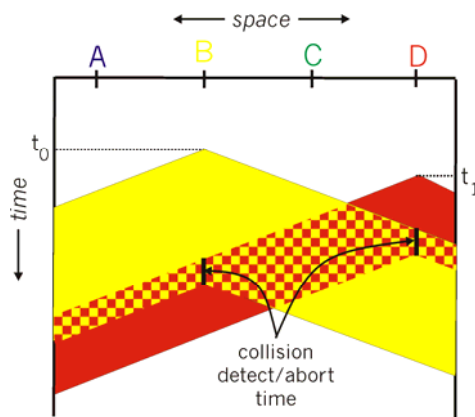 space
A B C D
t0
t1
time
collision
detect/abort
time